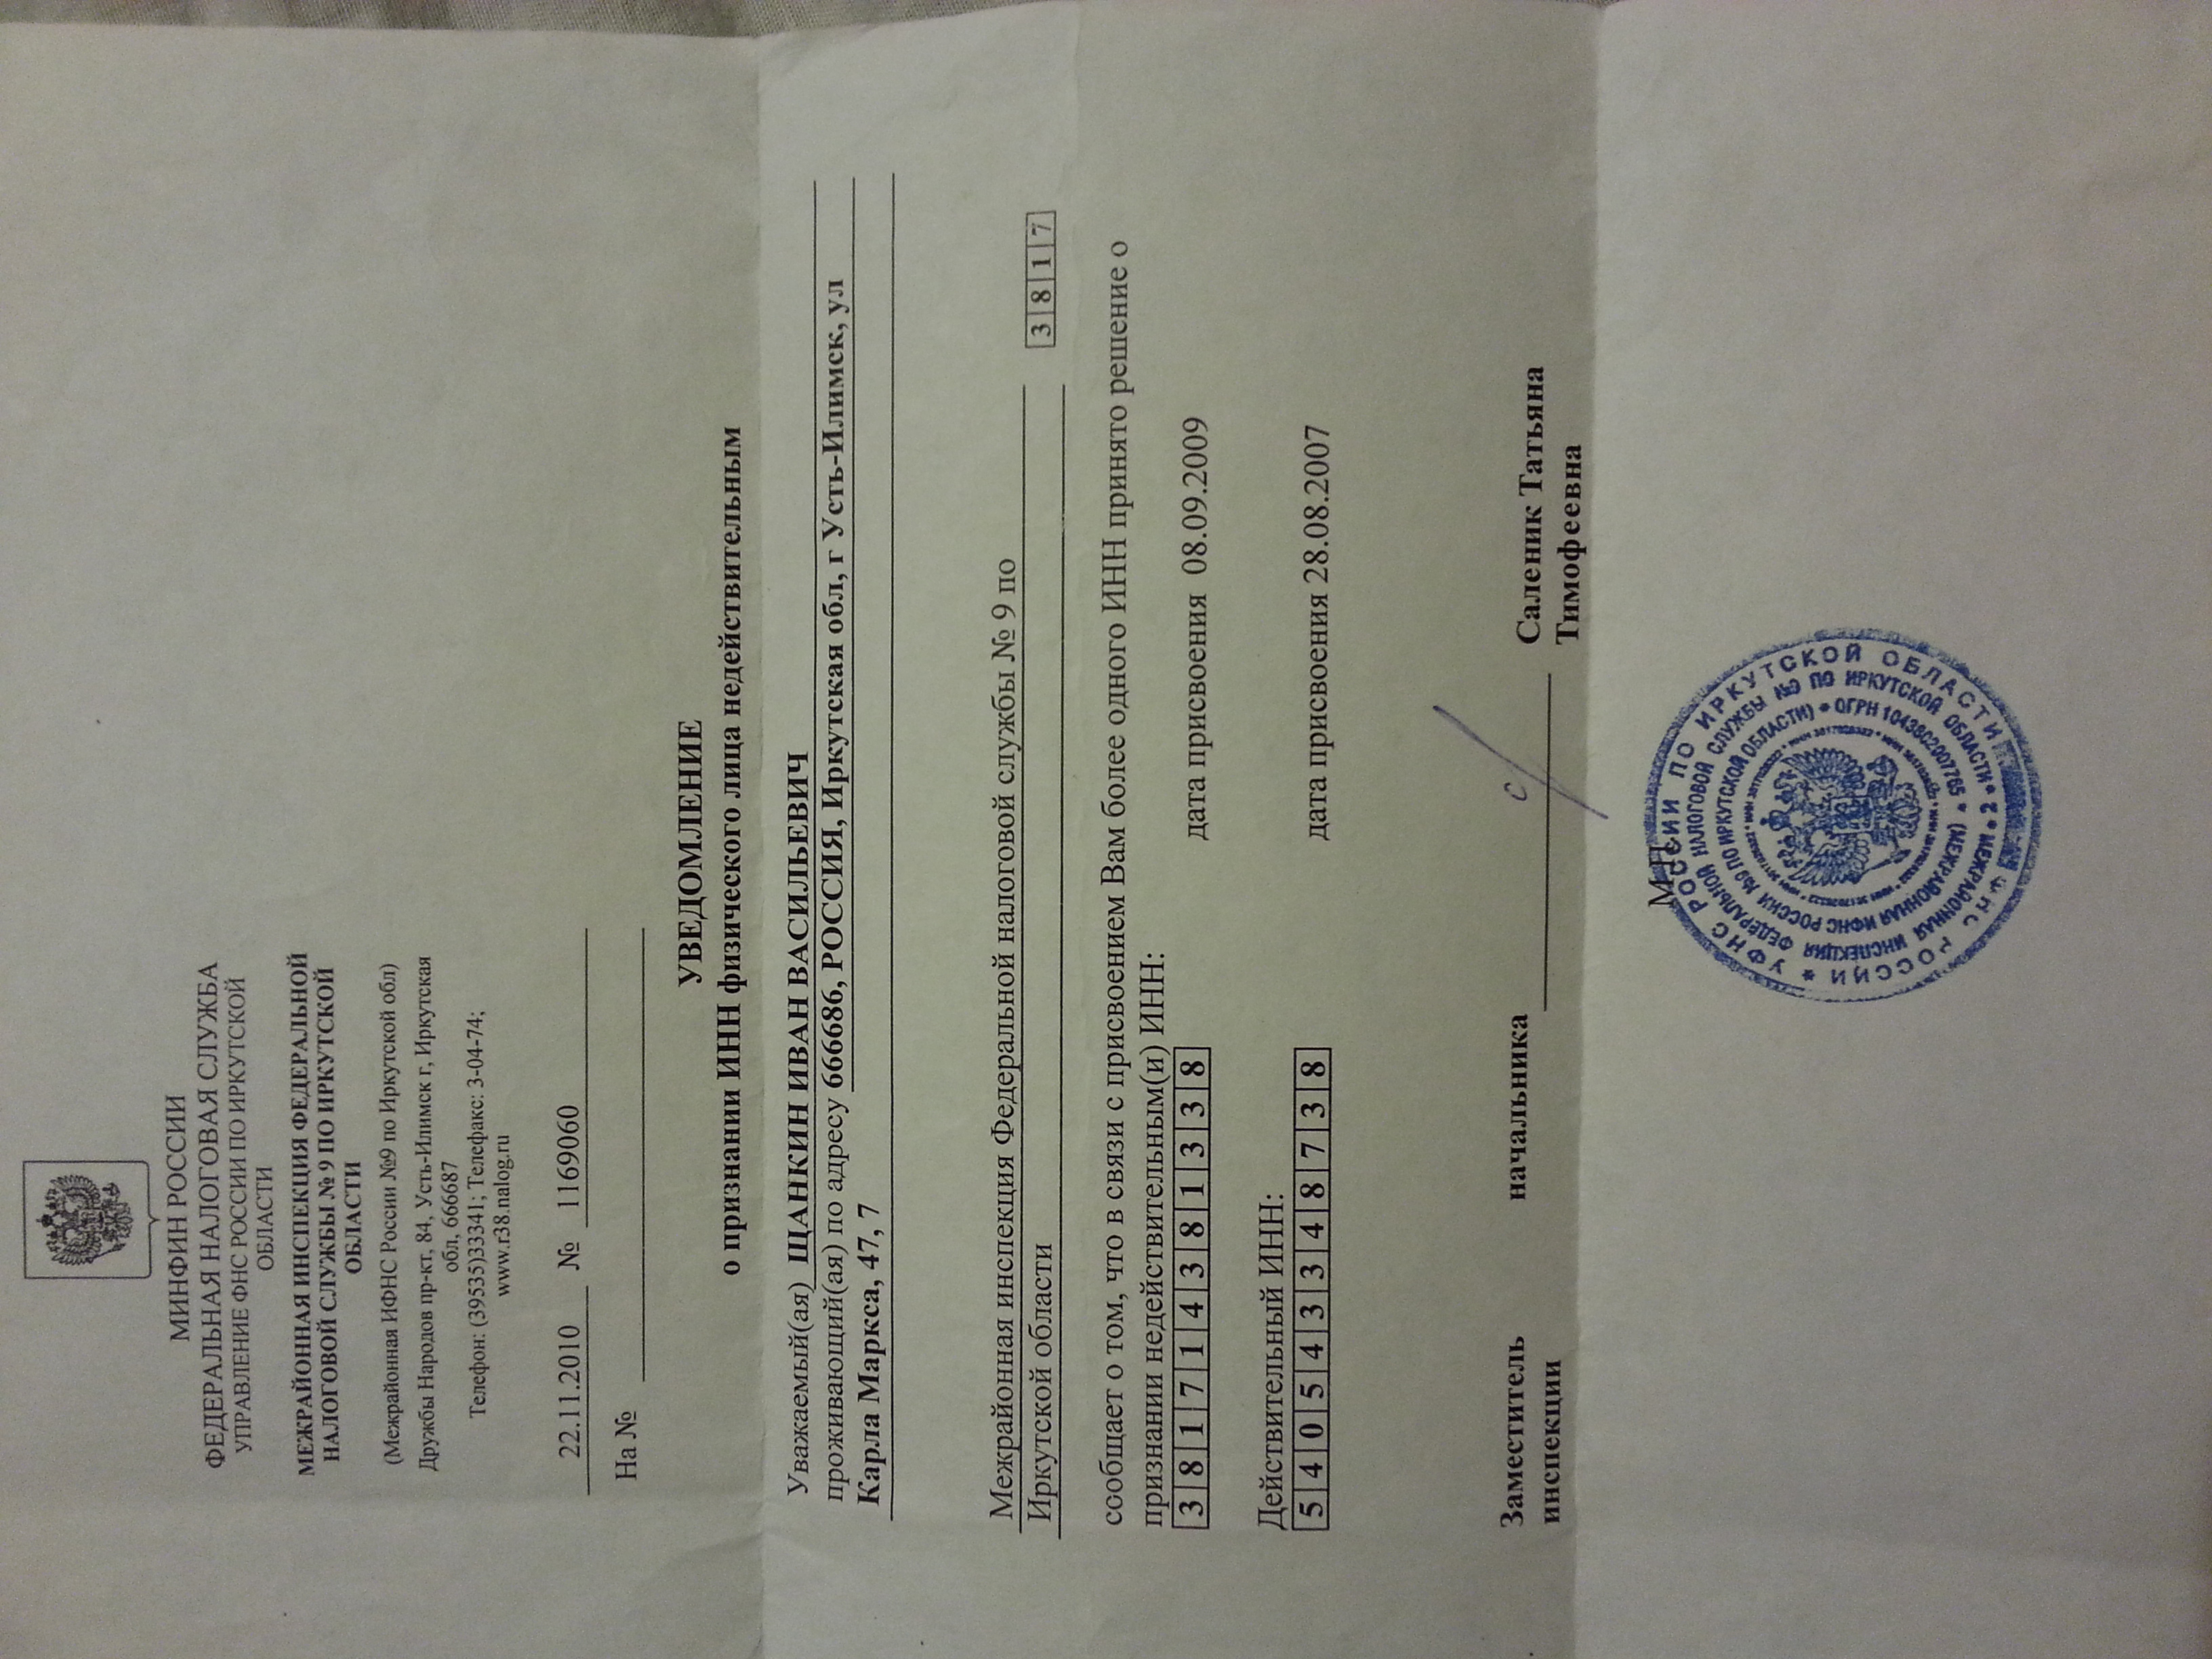 МИНФИН РОССИИ
ФЕДЕРАЛЬНАЯ НАЛОГОВАЯ СЛУЖБА
УПРАВЛЕНИЕ ФНС РОССИИ ПО ИРКУТСКОЙ
ОБЛАСТИ
МЕЖРАЙОННАЯ ИНСПЕКЦИЯ ФЕДЕРАЛЬНОЙ
НАЛОГОВОЙ СЛУЖБЫ № 9 ПО ИРКУТСКОЙ
ОБЛАСТИ
(Межрайонная ИФНС России №9 по Иркутской обл)
Дружбы Народов пр-кт, 84, Усть-Илимск г, Иркутская
обл, 666687
Телефон: (39535)33341; Телефакс: 3-04-74;
www.r38.nalog.ru
22.11.2010 № 1169060
На №
УВЕДОМЛЕНИЕ
о признании ИНН физического лица недействительным
Уважаемый(ая) ЩАНКИН ИВАН ВАСИЛЬЕВИЧ
проживающий(ая) по адресу 666686, РОССИЯ, Иркутская обл, г Усть-Илимск, ул
Карла Маркса, 47, 7
Межрайонная инспекция Федеральной налоговой службы № 9 по
Иркутской области 3817
сообщает о том, что в связи с присвоением Вам более одного ИНН принято решение о
признании недействительным(и) ИНН:
381714381338 дата присвоения 08.09.2009
Действительный ИНН:
540543348738 дата присвоения 28.08.2007
Заместитель начальника Саленик Татьяна
инспекции Тимофеевна
М.П.
ФНС РОССИИ * УФНС РОССИИ ПО ИРКУТСКОЙ ОБЛАСТИ
* МЕЖРАЙОННАЯ ИНСПЕКЦИЯ ФЕДЕРАЛЬНОЙ НАЛОГОВОЙ СЛУЖБЫ №9 ПО ИРКУТСКОЙ ОБЛАСТИ * 2
(МЕЖРАЙОННАЯ ИФНС РОССИИ №9 ПО ИРКУТСКОЙ ОБЛАСТИ) * ОГРН 1043802007765 *